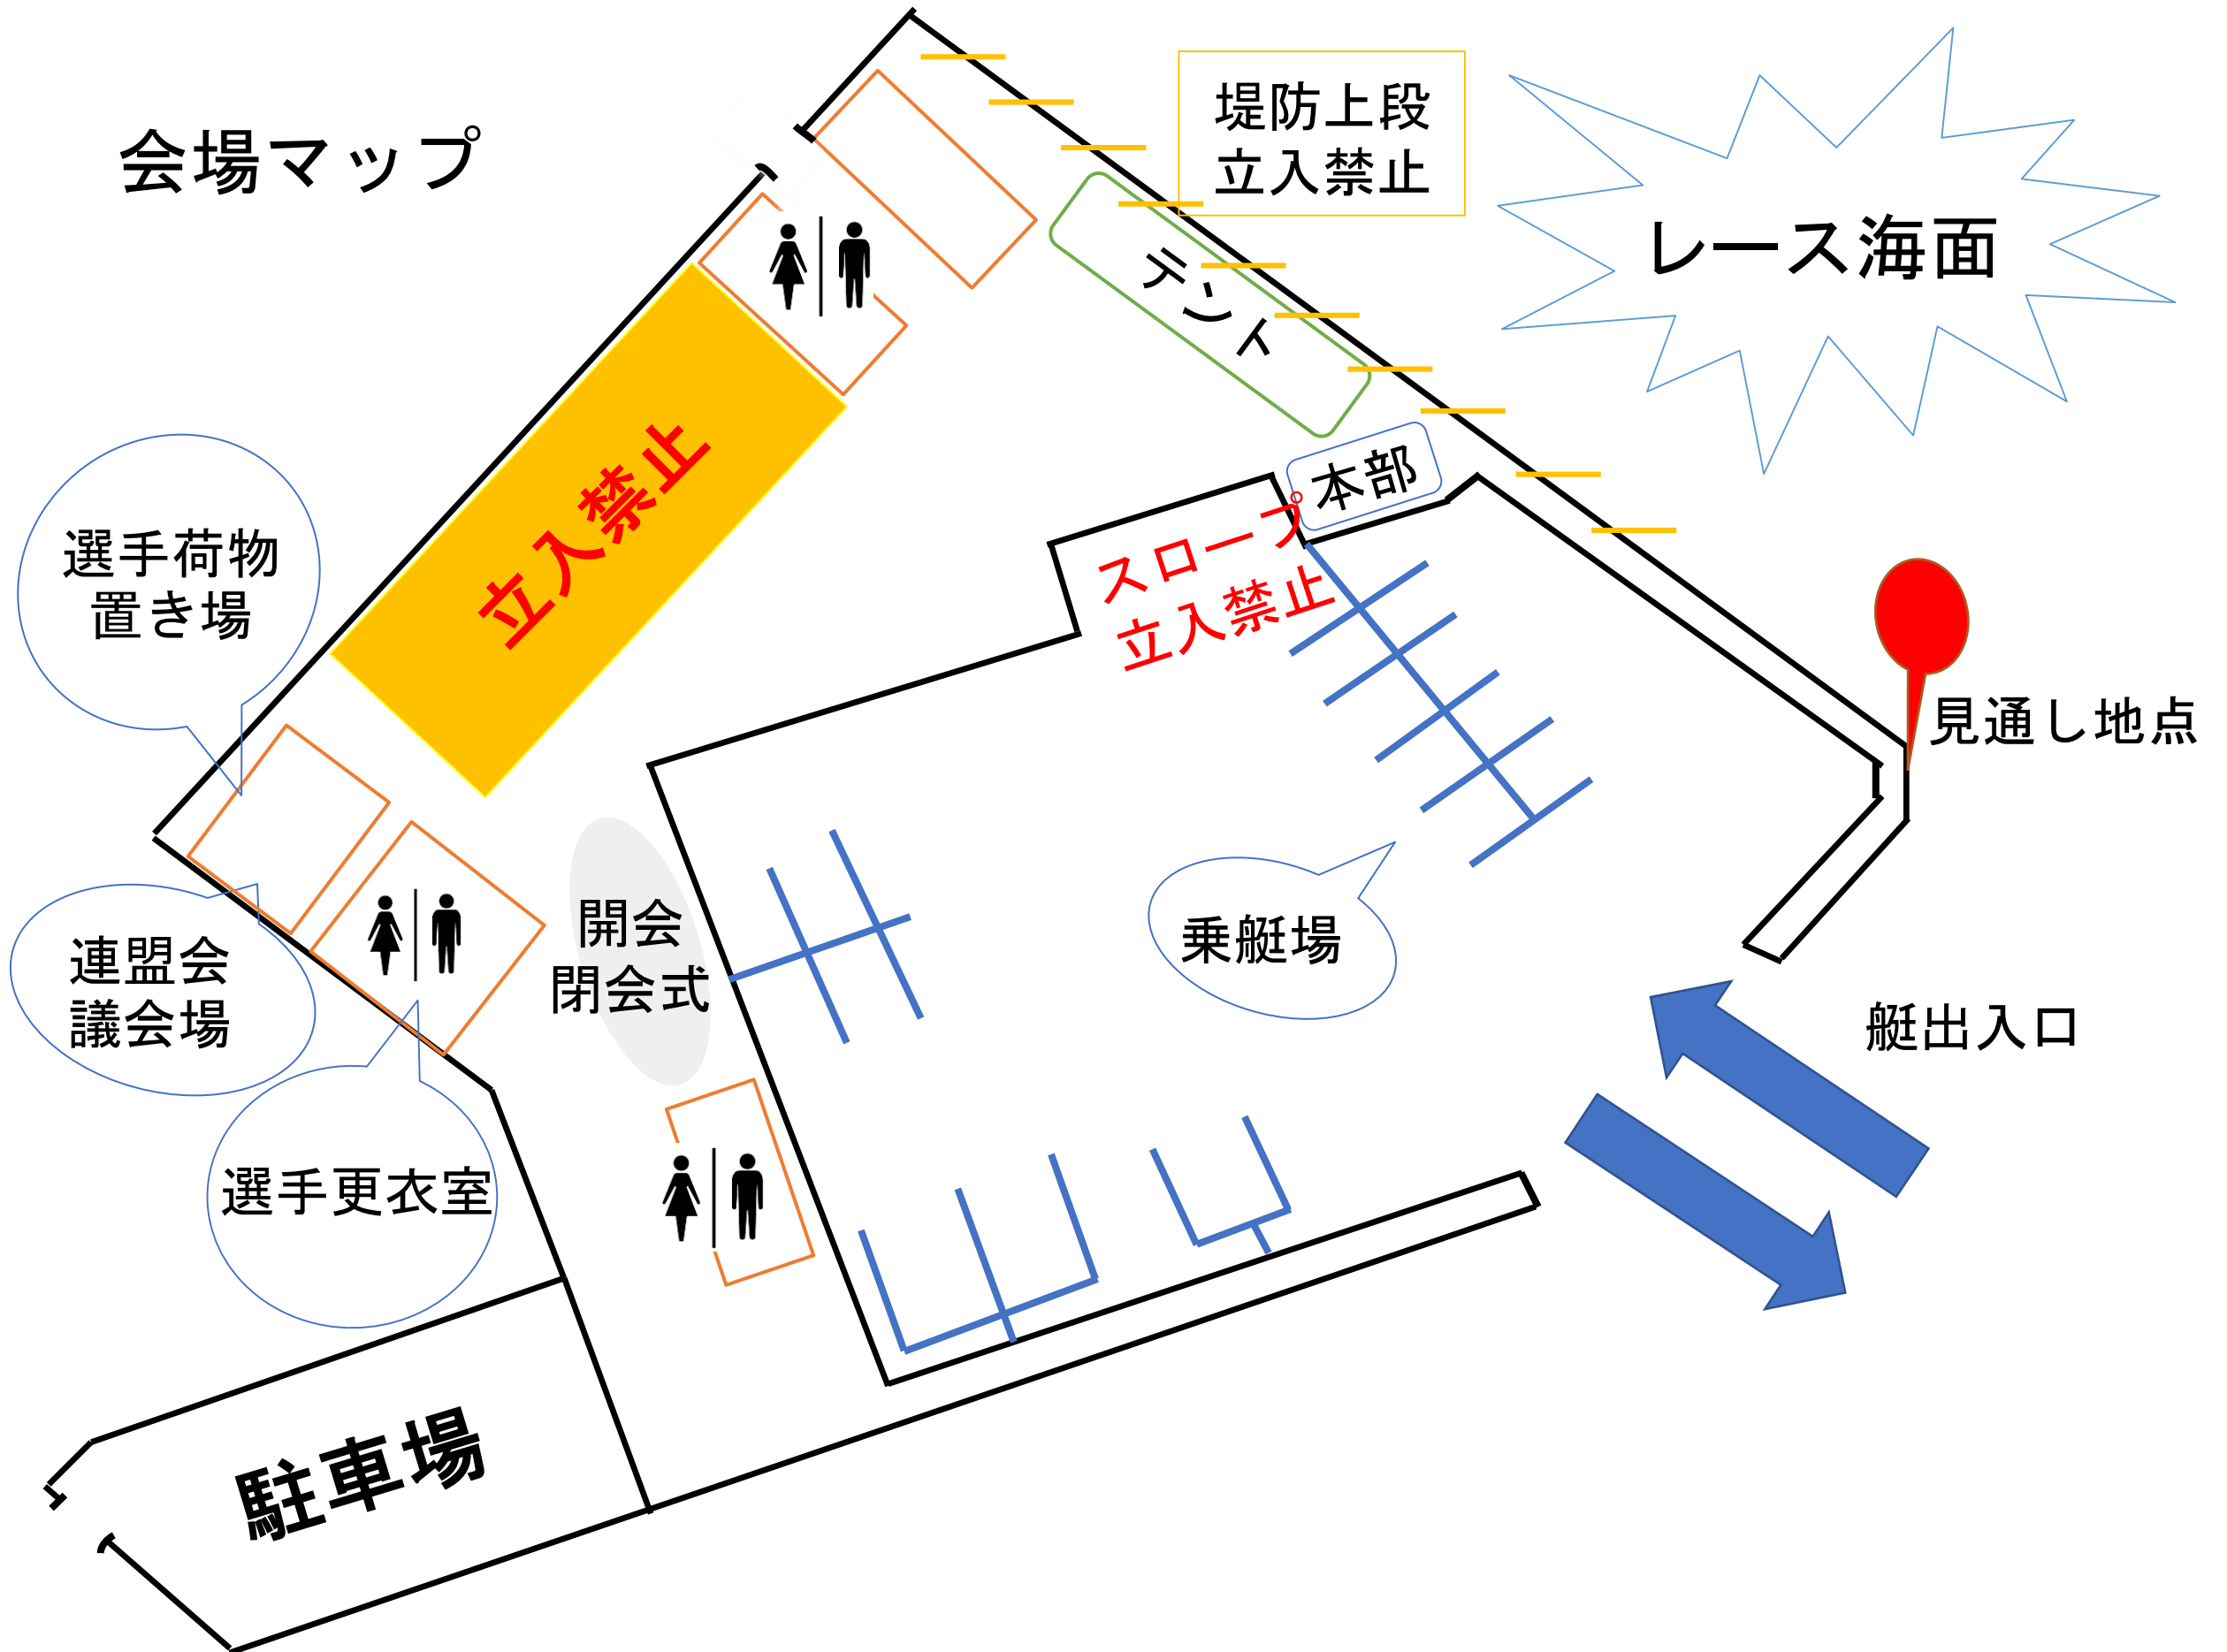 会場マップ
堤防上段
立入禁止
レース海面
テント
本部
立入禁止
スロープ
立入禁止
選手荷物
置き場
見通し地点
開会
閉会式
連盟会
議会場
乗艇場
艇出入口
選手更衣室
駐車場